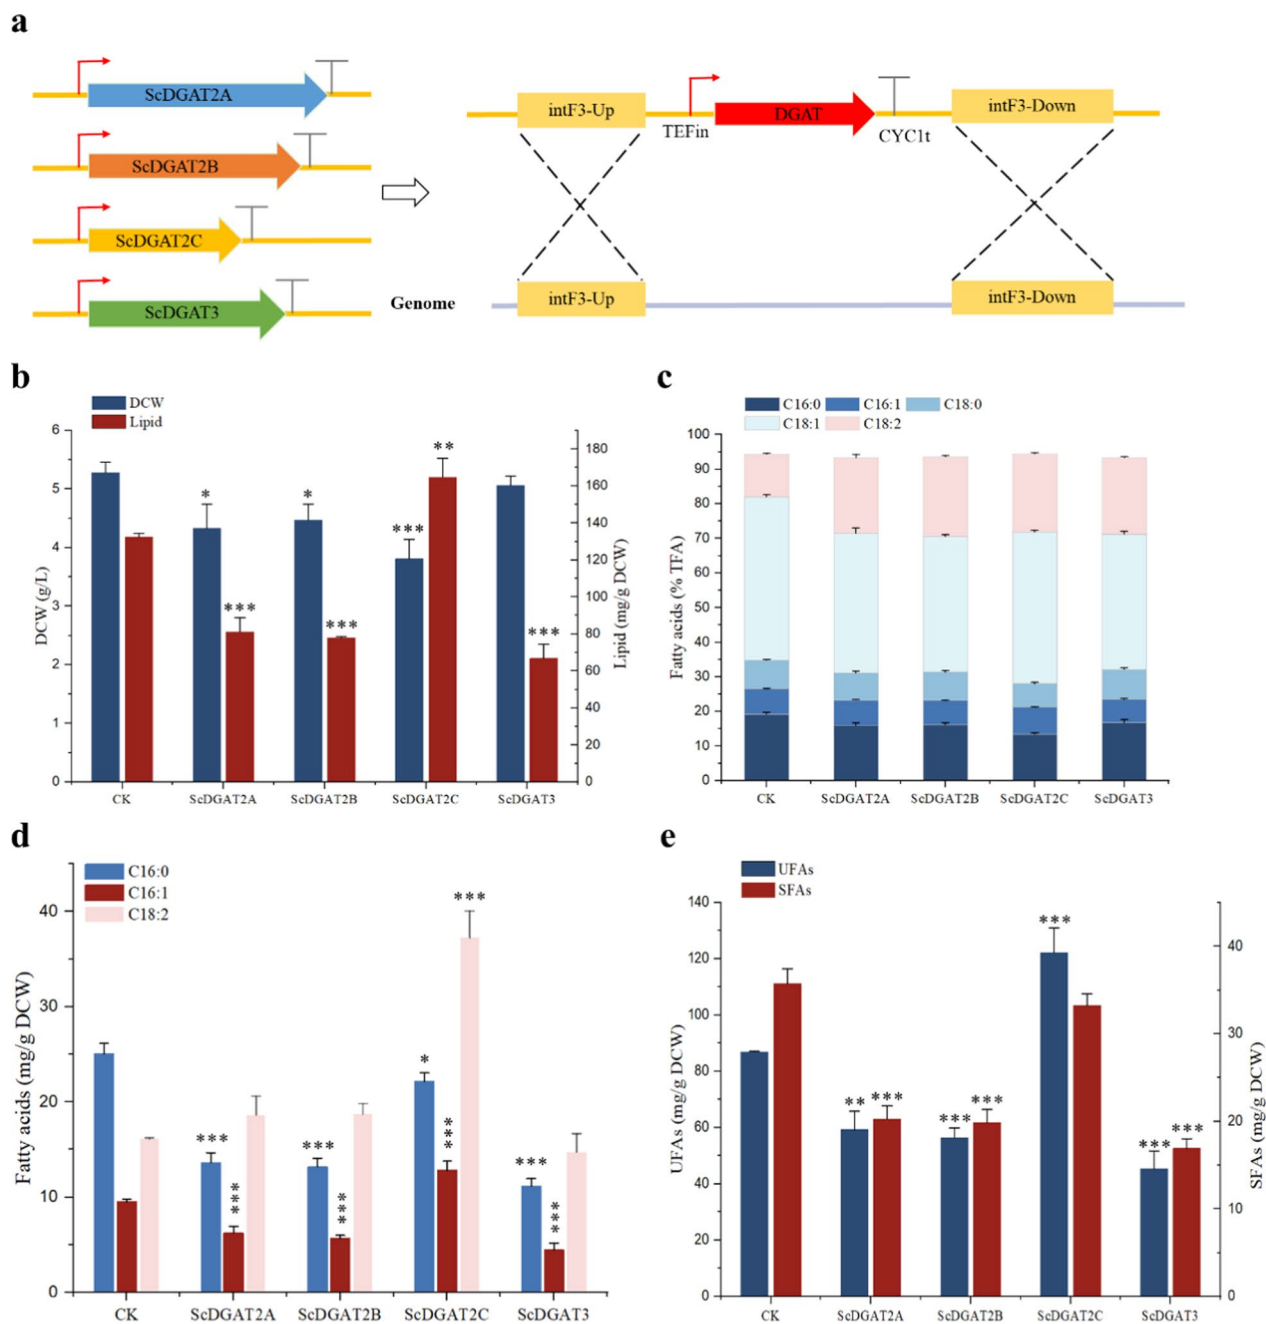 a
ScDGAT2A
ScDGAT2B
ScDGAT2C
ScDGAT3
intF3-Up
TEFin
DGAT
CYC1t
intF3-Down
Genome
intF3-Up
intF3-Down
b
DCW
Lipid
DCW (g/L)
6
5
4
3
2
1
0
Lipid (mg/g DCW)
180
160
140
120
100
80
60
40
20
0
*
***
*
***
***
**
***
CK ScDGAT2A ScDGAT2B ScDGAT2C ScDGAT3
c
C16:0 C16:1 C18:0
C18:1 C18:2
Fatty acids (% TFA)
100
90
80
70
60
50
40
30
20
10
0
CK ScDGAT2A ScDGAT2B ScDGAT2C ScDGAT3
d
C16:0
C16:1
C18:2
Fatty acids (mg/g DCW)
40
30
20
10
0
***
***
***
***
*
***
***
***
***
CK ScDGAT2A ScDGAT2B ScDGAT2C ScDGAT3
e
UFAs
SFAs
UFAs (mg/g DCW)
140
120
100
80
60
40
20
0
SFAs (mg/g DCW)
40
30
20
10
0
**
***
***
***
***
***
***
CK ScDGAT2A ScDGAT2B ScDGAT2C ScDGAT3